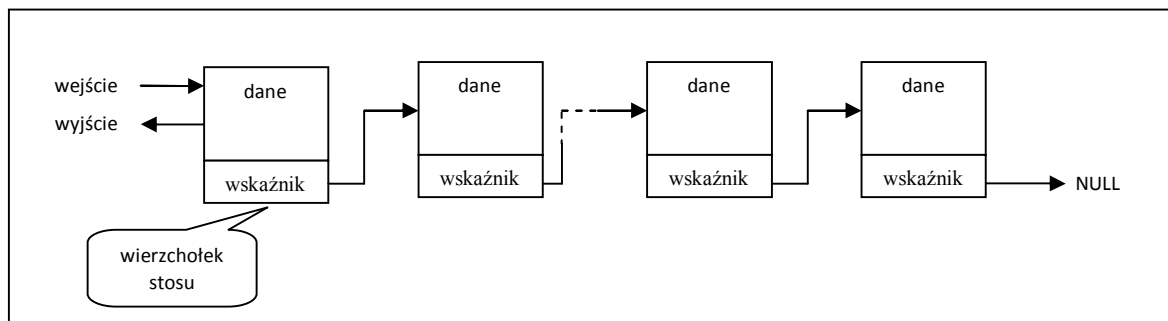 wejście
wyjście
dane
dane
dane
dane
wskaźnik
wskaźnik
wskaźnik
wskaźnik
NULL
wierzchołek
stosu